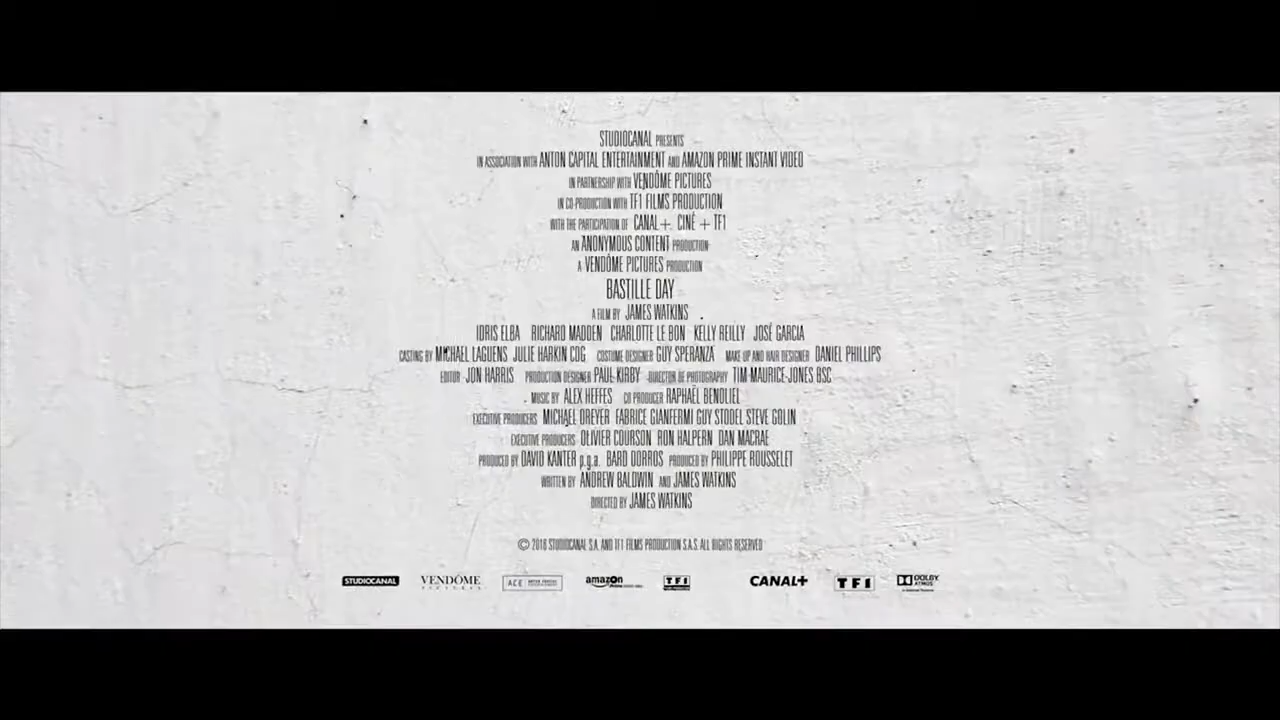 STUDIOCANAL PRESENTS
IN ASSOCIATION WITH ANTON CAPITAL ENTERTAINMENT AND AMAZON PRIME INSTANT VIDEO
IN PARTNERSHIP WITH VENDÔME PICTURES
IN CO-PRODUCTION WITH TF1 FILMS PRODUCTION
WITH THE PARTICIPATION OF CANAL+ CINÉ + TF1
AN ANONYMOUS CONTENT PRODUCTION
A VENDÔME PICTURES PRODUCTION
BASTILLE DAY
A FILM BY JAMES WATKINS
IDRIS ELBA RICHARD MADDEN CHARLOTTE LE BON KELLY REILLY JOSÉ GARCIA
CASTING BY MICHAEL LAGUENS JULIE HARKIN CDG COSTUME DESIGNER GUY SPERANZA MAKE UP AND HAIR DESIGNER DANIEL PHILLIPS
EDITOR JON HARRIS PRODUCTION DESIGNER PAUL KIRBY DIRECTOR OF PHOTOGRAPHY TIM MAURICE-JONES BSC
MUSIC BY ALEX HEFFES CO PRODUCER RAPHAËL BENOLIEL
EXECUTIVE PRODUCERS MICHAEL DREYER FABRICE GIANFERMI GUY STODEL STEVE GOLIN
EXECUTIVE PRODUCERS OLIVIER COURSON RON HALPERN DAN MACRAE
PRODUCED BY DAVID KANTER p.g.a. BARD DORROS PRODUCED BY PHILIPPE ROUSSELET
WRITTEN BY ANDREW BALDWIN AND JAMES WATKINS
DIRECTED BY JAMES WATKINS
© 2016 STUDIOCANAL S.A. AND TF1 FILMS PRODUCTION S.A.S. ALL RIGHTS RESERVED
STUDIOCANAL VENDÔME PICTURES ACE amazon TF1 CANAL+ TF1 DOLBY ATMOS